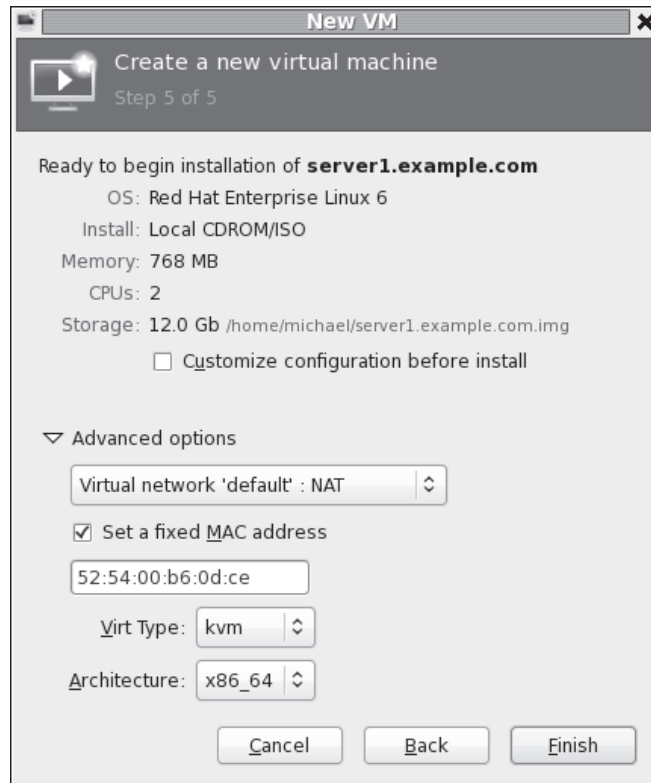 New VM
Create a new virtual machine
Step 5 of 5
Ready to begin installation of server1.example.com
OS: Red Hat Enterprise Linux 6
Install: Local CDROM/ISO
Memory: 768 MB
CPUs: 2
Storage: 12.0 Gb /home/michael/server1.example.com.img
Customize configuration before install
Advanced options
Virtual network 'default' : NAT
Set a fixed MAC address
52:54:00:b6:0d:ce
Virt Type: kvm
Architecture: x86_64
Cancel Back Finish